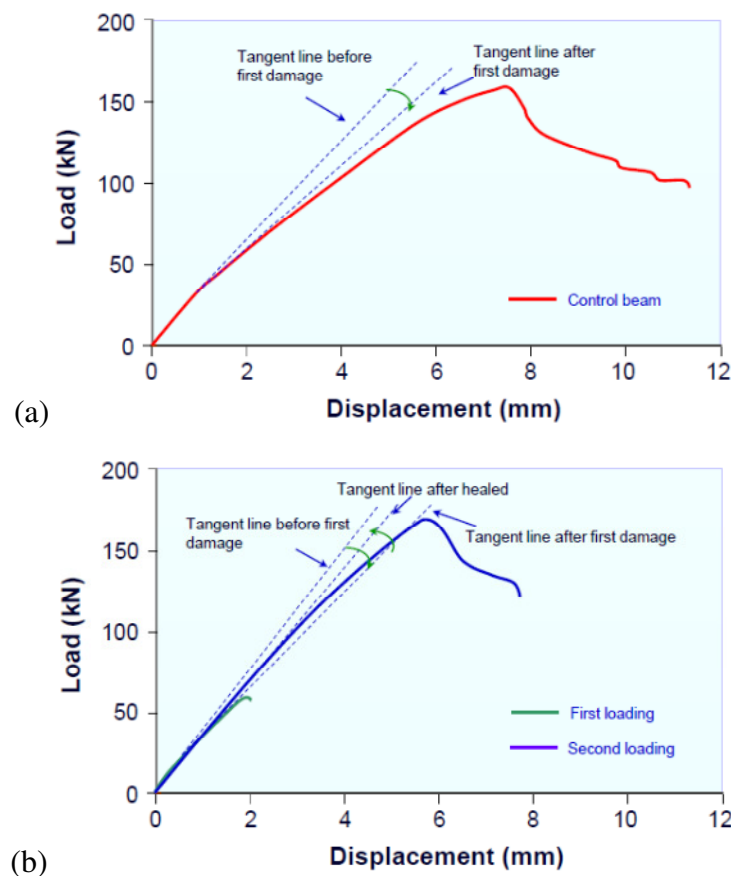 200
Tangent line before
first damage
Tangent line after
first damage
150
100
50
0
Load (kN)
Control beam
0 2 4 6 8 10 12
Displacement (mm)
(a)
200
Tangent line after healed
Tangent line before first
damage
Tangent line after first damage
150
100
50
0
Load (kN)
First loading
Second loading
0 2 4 6 8 10 12
Displacement (mm)
(b)